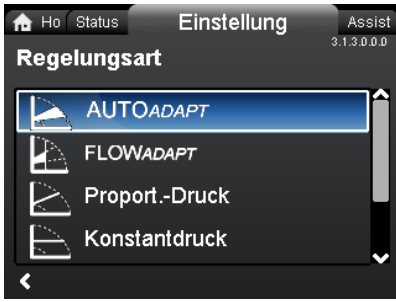 Ho Status Einstellung Assist
3.1.3.0.0.0
Regelungsart
AUTOADAPT
FLOWADAPT
Proport.-Druck
Konstantdruck